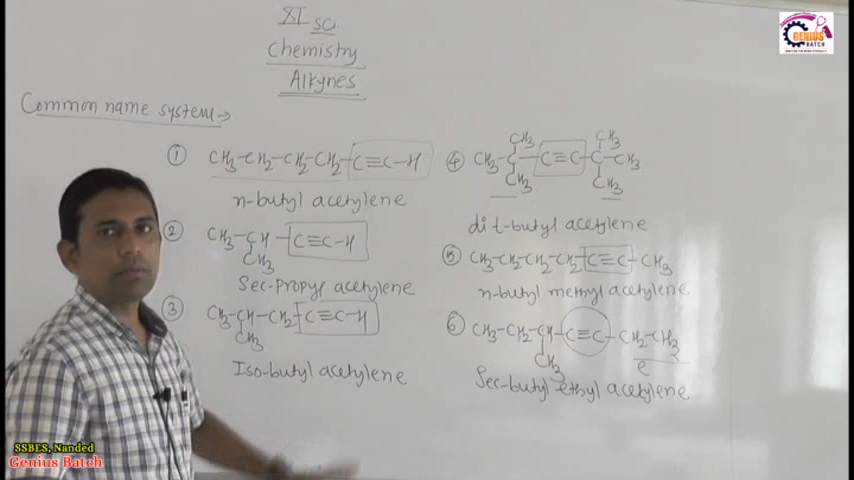 XI sci
Chemistry
Alkynes
Common name system→
① CH3-CH2-CH2-CH2-C≡C-H
n-butyl acetylene
② CH3-CH-C≡C-H
CH3
Sec-Propyl acetylene
③ CH3-CH-CH2-C≡C-H
CH3
Iso-butyl acetylene
CH3 CH3
④ CH3-C-C≡C-C-CH3
CH3 CH3
di t-butyl acetylene
⑤ CH3-CH2-CH2-CH2-C≡C-CH3
n-butyl methyl acetylene
⑥ CH3-CH2-CH-C≡C-CH2-CH3
CH3 e
Sec-butyl ethyl acetylene
GENIUS
BATCH
SSBES, Nanded
Genius Batch